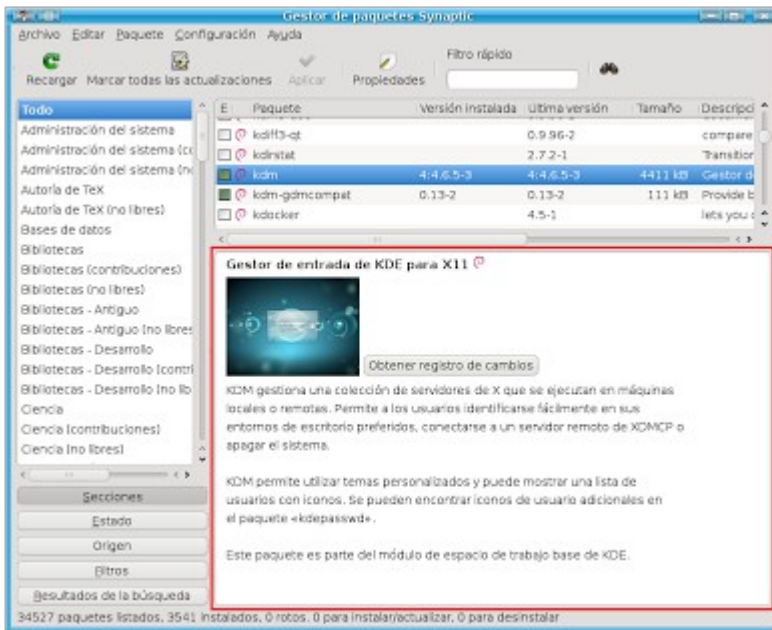 Gestor de paquetes Synaptic
Archivo Editar Paquete Configuración Ayuda
Recargar Marcar todas las actualizaciones Aplicar Propiedades Filtro rápido
Todo
Administración del sistema
Administración del sistema (co
Administración del sistema (no
Autoría de TeX
Autoría de TeX (no libres)
Bases de datos
Bibliotecas
Bibliotecas (contribuciones)
Bibliotecas (no libres)
Bibliotecas - Antiguo
Bibliotecas - Antiguo (no libres
Bibliotecas - Desarrollo
Bibliotecas - Desarrollo (contri
Bibliotecas - Desarrollo (no lib
Ciencia
Ciencia (contribuciones)
Ciencia (no libres)
Secciones
Estado
Origen
Filtros
Resultados de la búsqueda
E Paquete Versión instalada Última versión Tamaño Descripci
kdiff3-qt 0.9.96-2 compare
kdirstat 2.7.2-1 Transition
kdm 4:4.6.5-3 4:4.6.5-3 4411 kB Gestor de
kdm-gdmcompat 0.13-2 0.13-2 111 kB Provide b
kdocker 4.5-1 lets you d
Gestor de entrada de KDE para X11
Obtener registro de cambios
KDM gestiona una colección de servidores de X que se ejecutan en máquinas
locales o remotas. Permite a los usuarios identificarse fácilmente en sus
entornos de escritorio preferidos, conectarse a un servidor remoto de XDMCP o
apagar el sistema.
KDM permite utilizar temas personalizados y puede mostrar una lista de
usuarios con iconos. Se pueden encontrar iconos de usuario adicionales en
el paquete «kdepasswd».
Este paquete es parte del módulo de espacio de trabajo base de KDE.
34527 paquetes listados, 3541 instalados, 0 rotos. 0 para instalar/actualizar, 0 para desinstalar